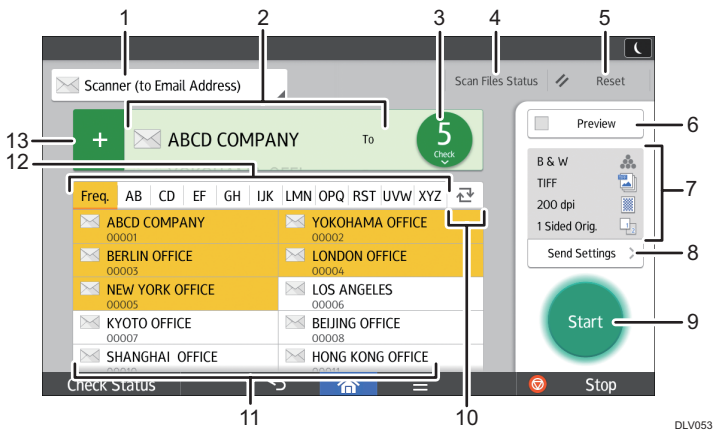 1 2 3 4 5
Scanner (to Email Address)
Scan Files Status
Reset
13
+ ABCD COMPANY To
5
Check
Preview
6
12
Freq. AB CD EF GH IJK LMN OPQ RST UVW XYZ
B & W
TIFF
200 dpi
1 Sided Orig.
7
ABCD COMPANY
00001
YOKOHAMA OFFICE
00002
BERLIN OFFICE
00003
LONDON OFFICE
00004
Send Settings
8
NEW YORK OFFICE
00005
LOS ANGELES
00006
KYOTO OFFICE
00007
BEIJING OFFICE
00008
Start
9
SHANGHAI OFFICE
HONG KONG OFFICE
Check Status
Stop
11
10
DLV053